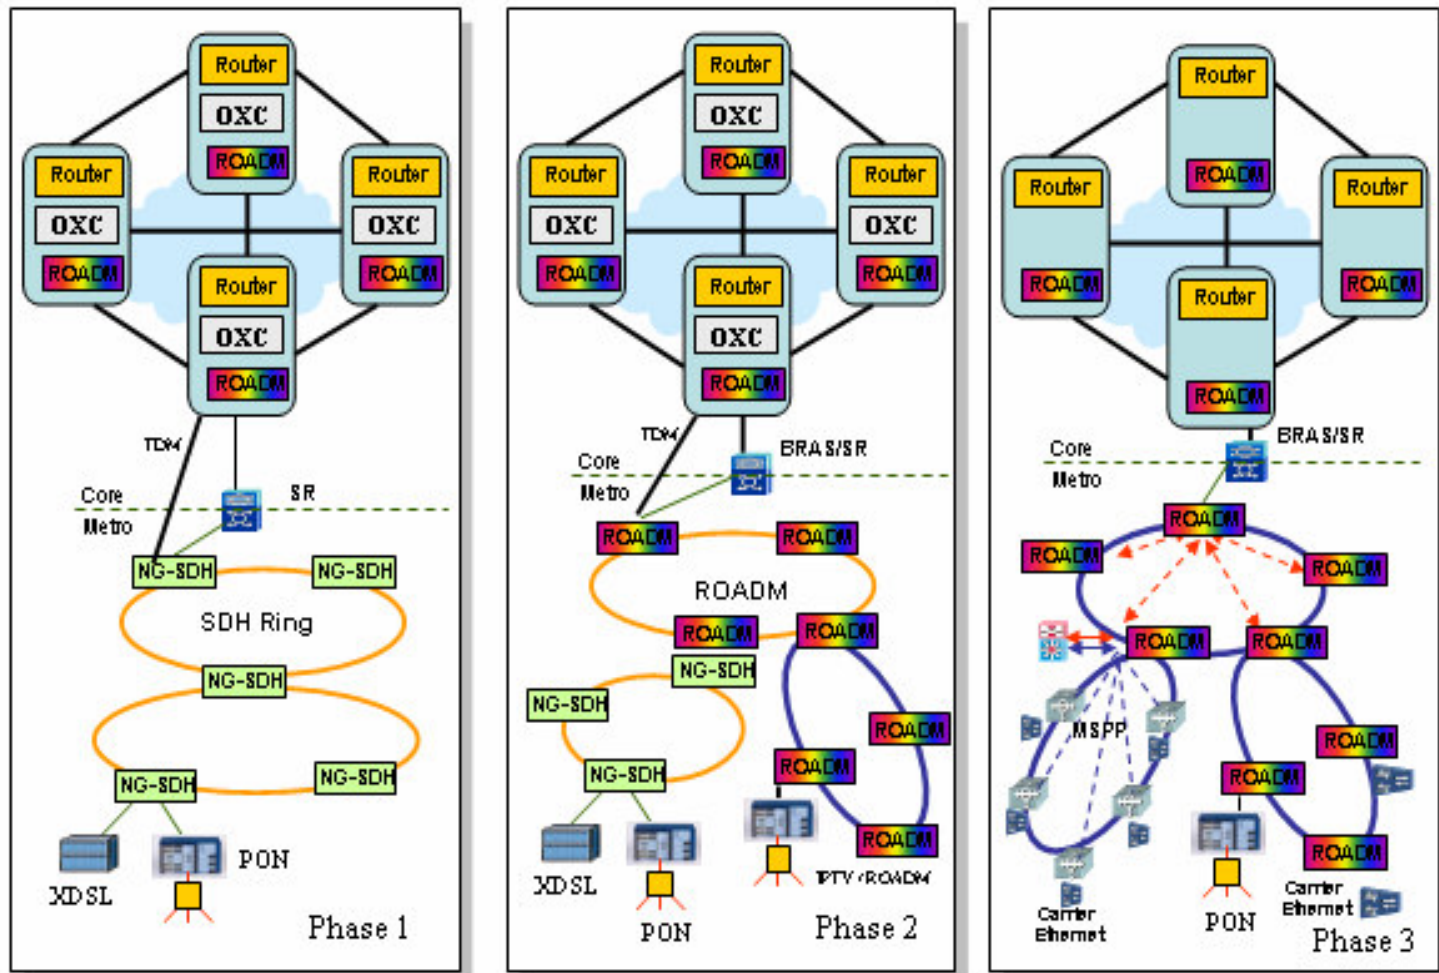 Router
OXC
ROADM
Router
OXC
ROADM
Router
OXC
ROADM
Router
OXC
ROADM
TDM
Core
Metro
SR
NG-SDH
NG-SDH
SDH Ring
NG-SDH
NG-SDH
NG-SDH
XDSL
PON
Phase 1
Router
OXC
ROADM
Router
OXC
ROADM
Router
OXC
ROADM
Router
OXC
ROADM
TDM
BRAS/SR
Core
Metro
ROADM
ROADM
ROADM
ROADM
ROADM
NG-SDH
NG-SDH
NG-SDH
ROADM
ROADM
ROADM
XDSL
PON
IPTV/ROADM
Phase 2
Router
ROADM
Router
ROADM
Router
ROADM
Router
ROADM
BRAS/SR
Core
Metro
ROADM
ROADM
ROADM
ROADM
ROADM
MSPP
ROADM
ROADM
ROADM
Carrier
Ethernet
PON
Carrier
Ethernet
Phase 3